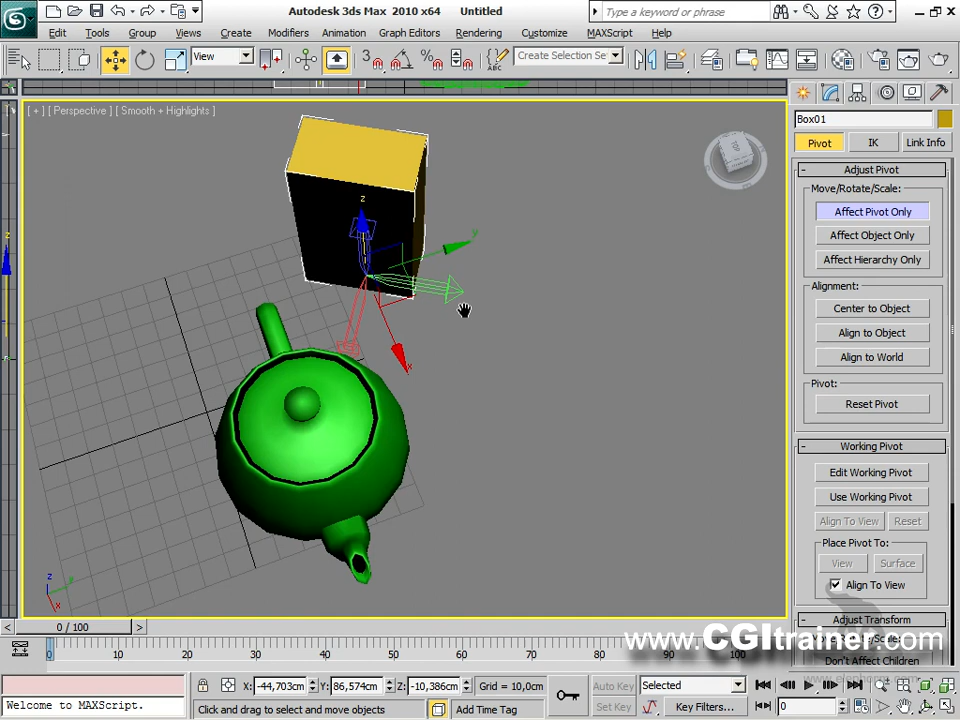 Autodesk 3ds Max 2010 x64 Untitled
Type a keyword or phrase
Edit Tools Group Views Create Modifiers Animation Graph Editors Rendering Customize MAXScript Help
View
Create Selection Se
[ + ] [ Perspective ] [ Smooth + Highlights ]
TOP
Box01
Pivot IK Link Info
Adjust Pivot
Move/Rotate/Scale:
Affect Pivot Only
Affect Object Only
Affect Hierarchy Only
Alignment:
Center to Object
Align to Object
Align to World
Pivot:
Reset Pivot
Working Pivot
Edit Working Pivot
Use Working Pivot
Align To View Reset
Place Pivot To:
View Surface
Align To View
Adjust Transform
Move/Rotate/Scale:
Don't Affect Children
z
y
x
z
y
x
0 / 100
www.CGItrainer.com
0 10 20 30 40 50 60 70 80 90 100
X: -44,703cm Y: 86,574cm Z: -10,386cm Grid = 10,0cm
Auto Key Selected
Welcome to MAXScript.
Click and drag to select and move objects
Add Time Tag
Set Key Key Filters...
0